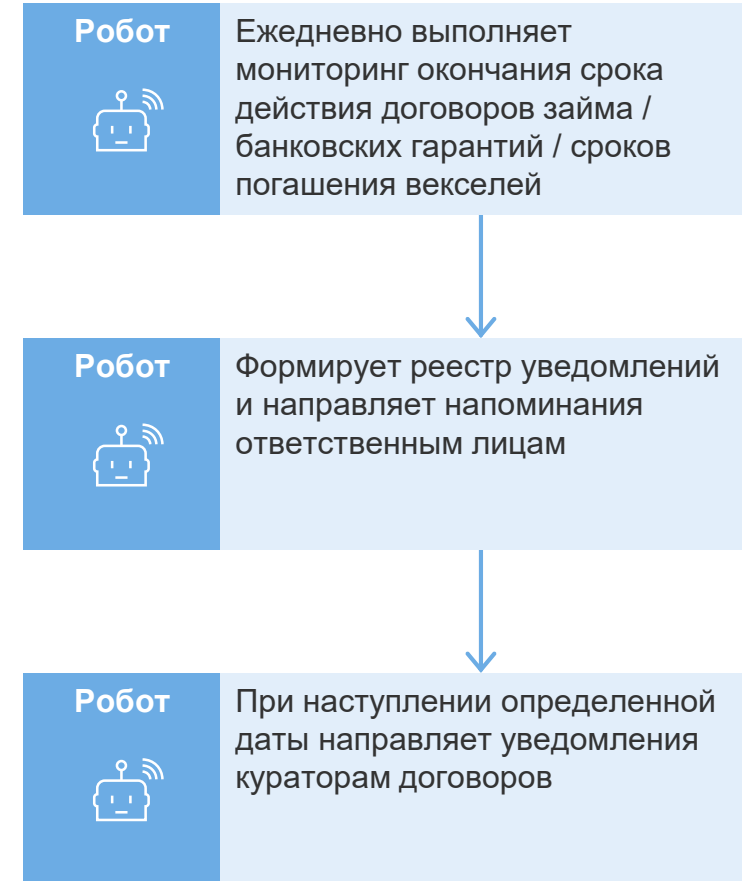 Робот
Ежедневно выполняет
мониторинг окончания срока
действия договоров займа /
банковских гарантий / сроков
погашения векселей
Робот
Формирует реестр уведомлений
и направляет напоминания
ответственным лицам
Робот
При наступлении определенной
даты направляет уведомления
кураторам договоров